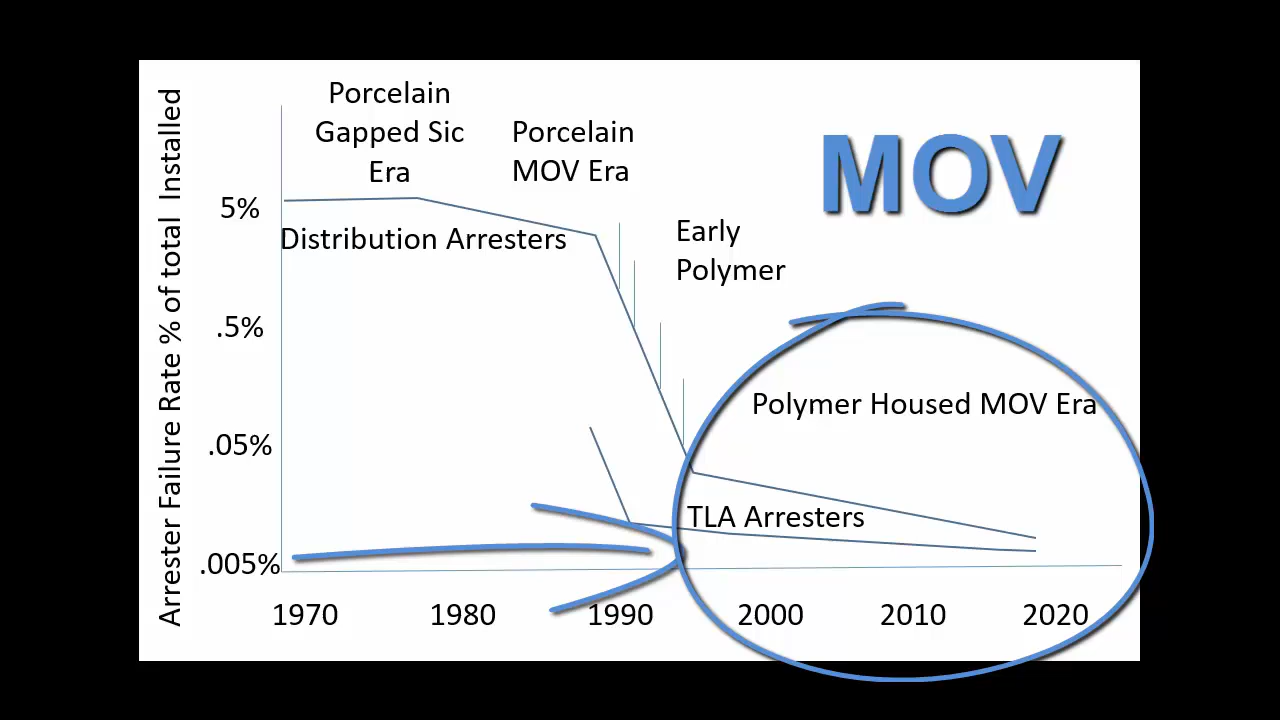 Arrester Failure Rate % of total Installed
Porcelain
Gapped Sic
Era
Porcelain
MOV Era
MOV
5%
Distribution Arresters
Early
Polymer
.5%
Polymer Housed MOV Era
.05%
TLA Arresters
.005%
1970 1980 1990 2000 2010 2020